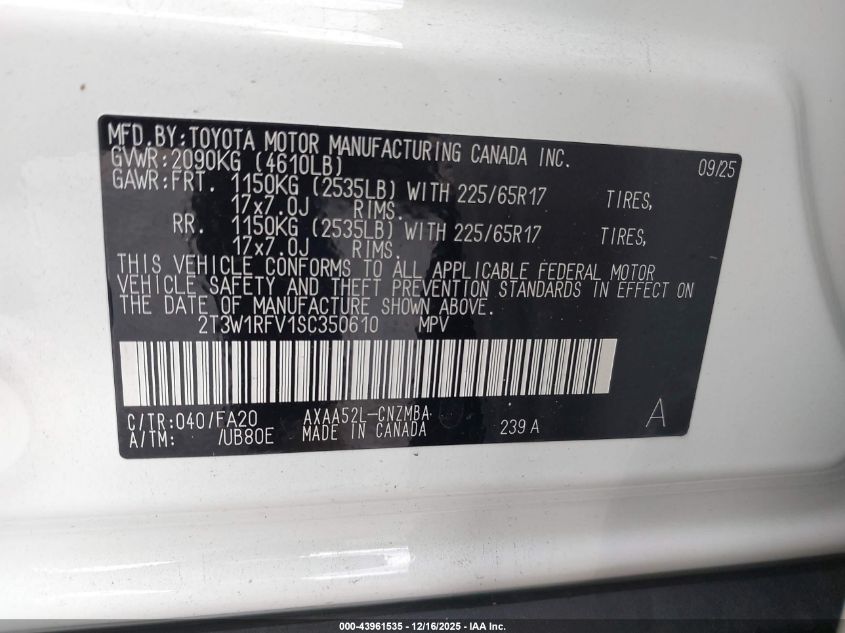 MFD.BY:TOYOTA MOTOR MANUFACTURING CANADA INC.
GVWR:2090KG (4610LB) 09/25
GAWR:FRT. 1150KG (2535LB) WITH 225/65R17 TIRES,
17x7.0J RIMS.
RR. 1150KG (2535LB) WITH 225/65R17 TIRES,
17x7.0J RIMS.
THIS VEHICLE CONFORMS TO ALL APPLICABLE FEDERAL MOTOR
VEHICLE SAFETY AND THEFT PREVENTION STANDARDS IN EFFECT ON
THE DATE OF MANUFACTURE SHOWN ABOVE.
2T3W1RFV1SC350610 MPV
C/TR:040/FA20 AXAA52L-CNZMBA
A/TM: /UB80E MADE IN CANADA 239A A
000-43961535 - 12/16/2025 - IAA Inc.